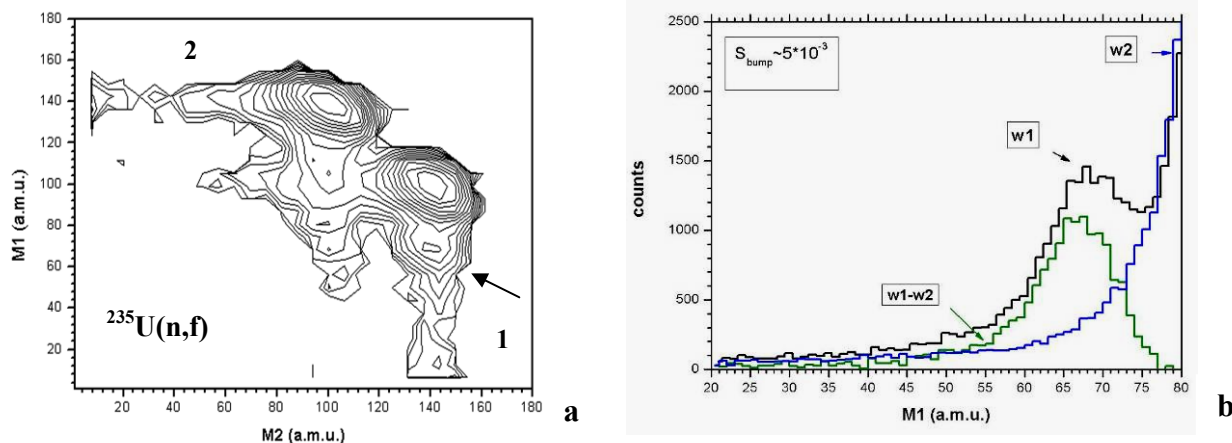 180
160
140
120
100
80
60
40
20
M1 (a.m.u.)
2
1
²³⁵U(n,f)
20 40 60 80 100 120 140 160 180
M2 (a.m.u.)
a
2500
2000
1500
1000
500
0
counts
S_bump~5*10⁻³
w2
w1
w1-w2
20 25 30 35 40 45 50 55 60 65 70 75 80
M1 (a.m.u.)
b